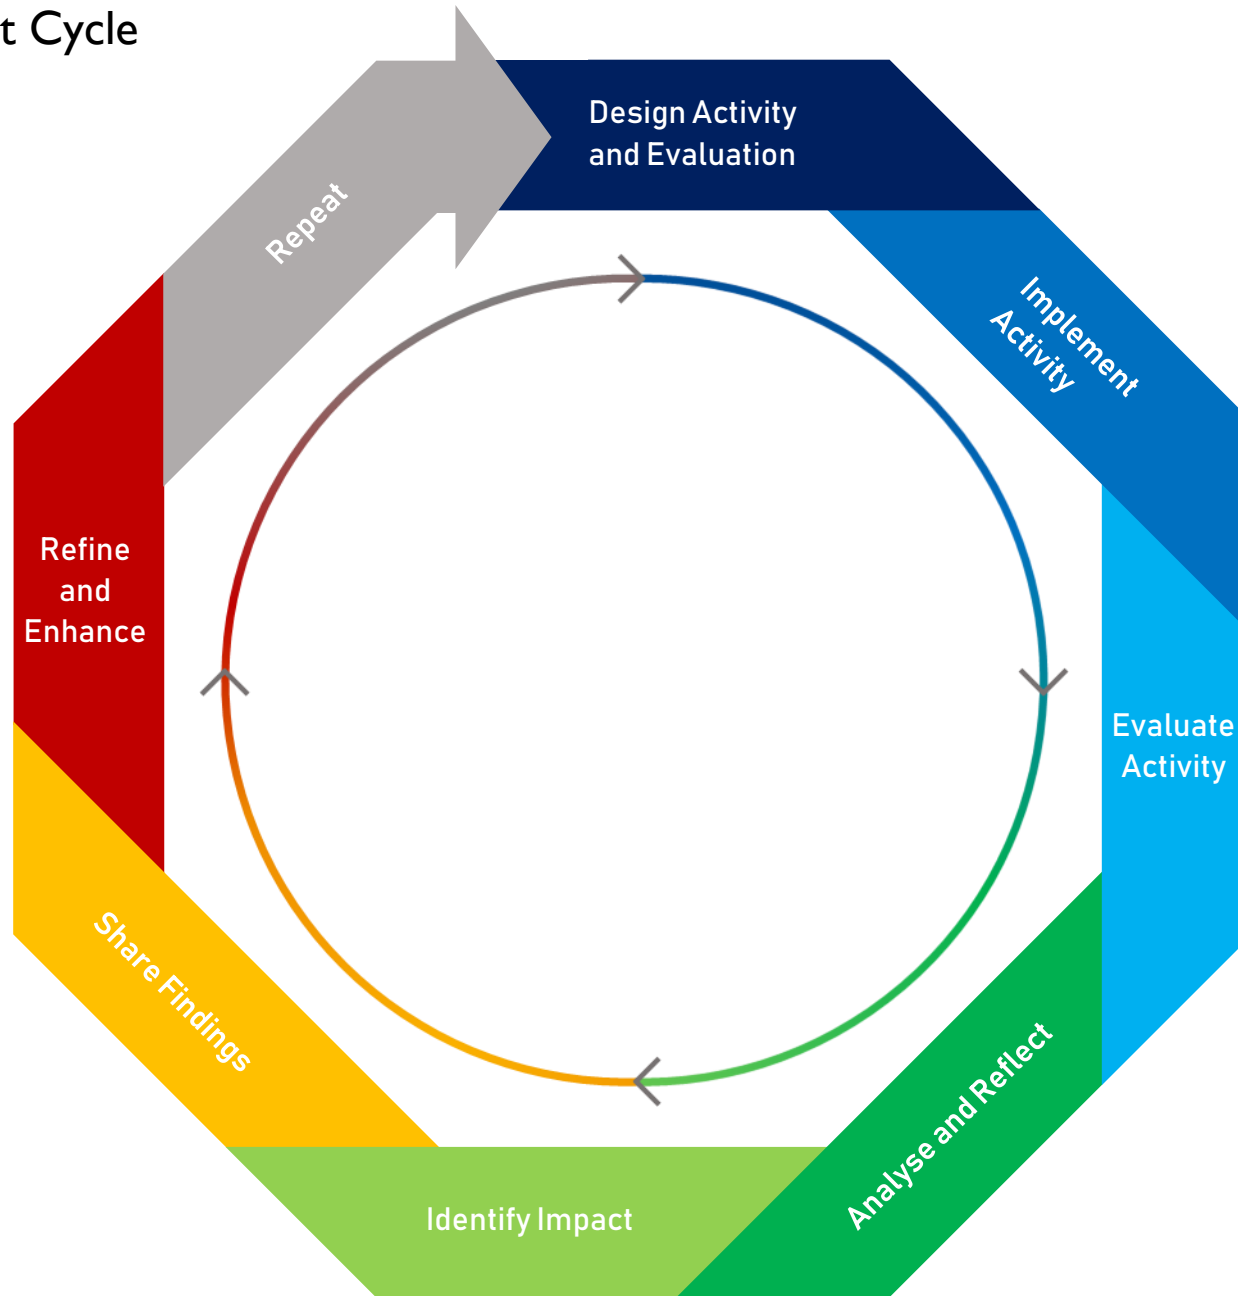 t Cycle
Design Activity
and Evaluation
Implement
Activity
Evaluate
Activity
Analyse and Reflect
Identify Impact
Share Findings
Refine
and
Enhance
Repeat